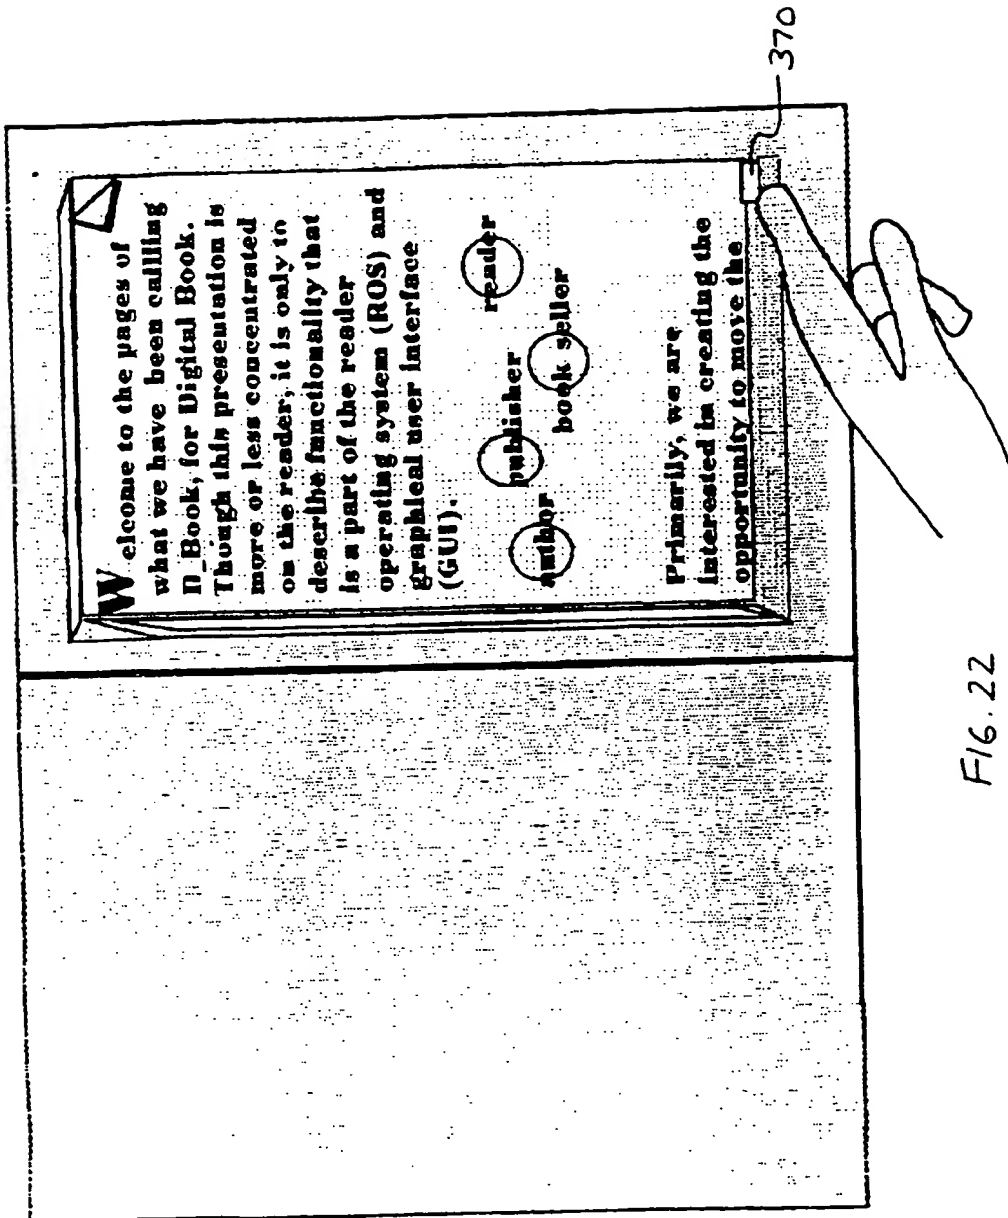 Welcome to the pages of
what we have been callling
D_Book, for Digital Book.
Though this presentation is
more or less concentrated
on the reader, it is only to
describe functionality that
is a part of the reader
operating system (ROS) and
graphical user interface
(GUI).
author
publisher
book seller
reader
Primarily, we are
interested in creating the
opportunity to move the
370
FIG. 22